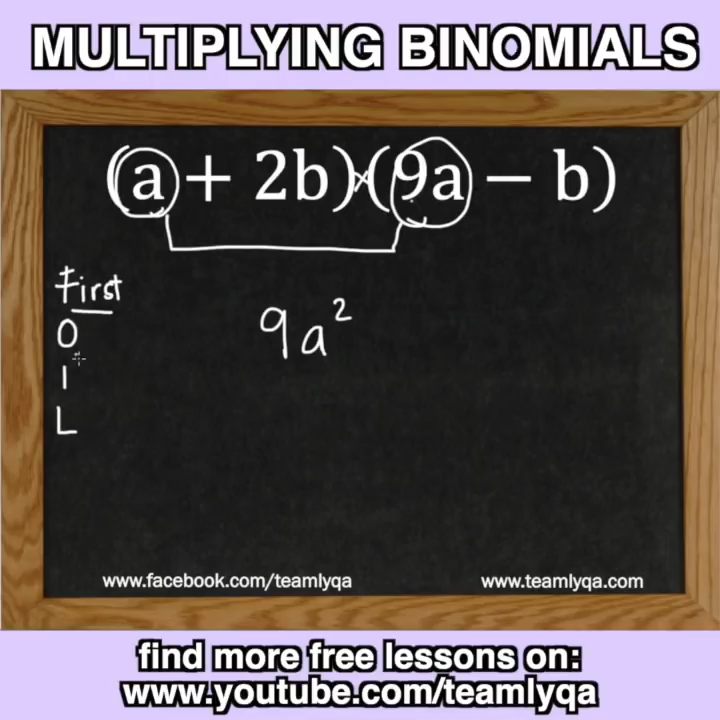 MULTIPLYING BINOMIALS
(a + 2b)×(9a − b)
First
O
I
L
9a²
www.facebook.com/teamlyqa
www.teamlyqa.com
find more free lessons on:
www.youtube.com/teamlyqa